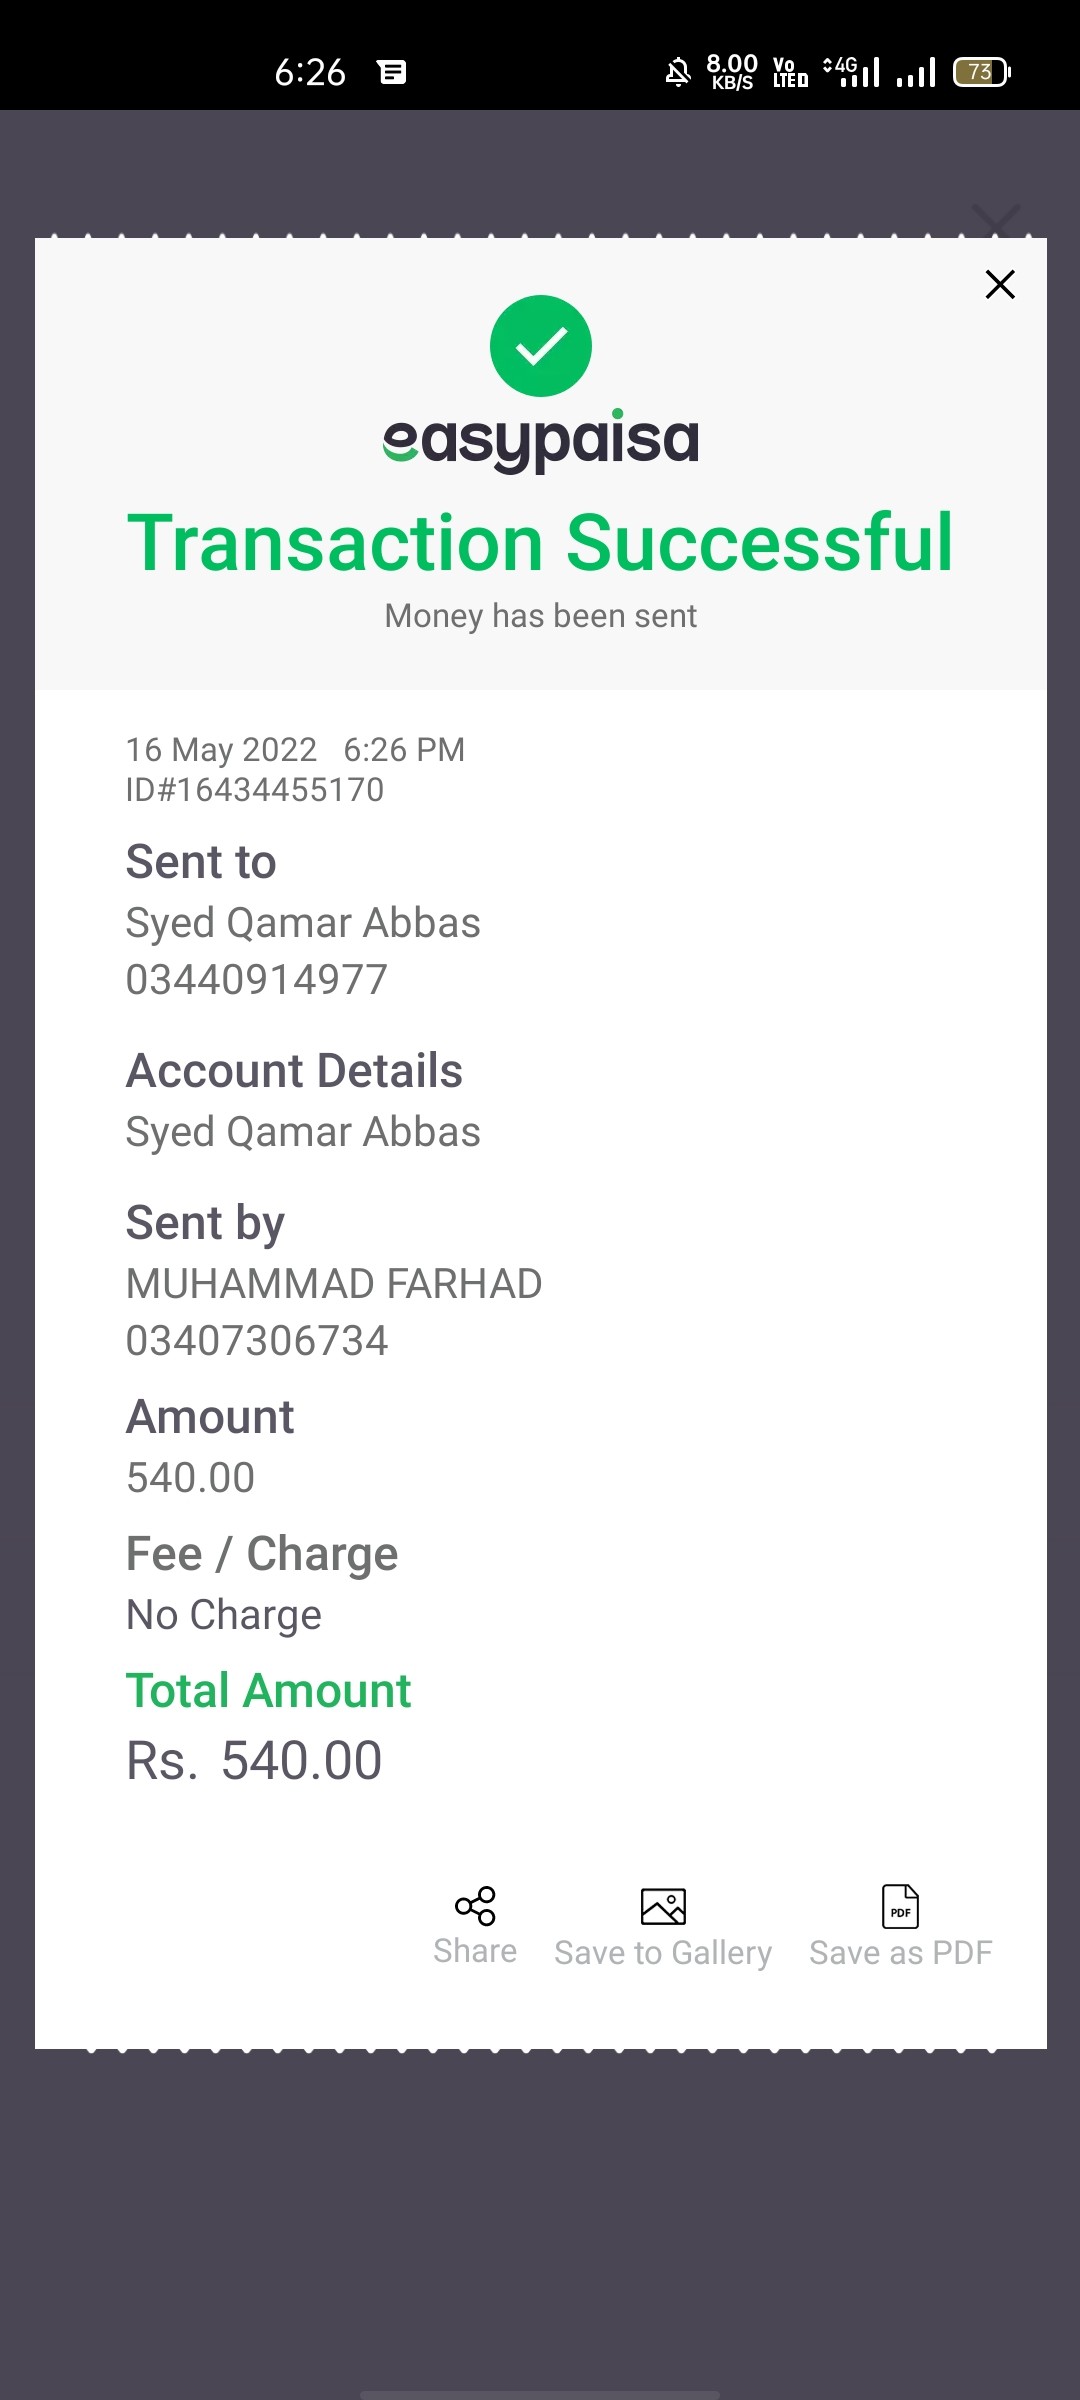 6:26
8.00
KB/S
Vo
LTE
4G
73
easypaisa
Transaction Successful
Money has been sent
16 May 2022 6:26 PM
ID#16434455170
Sent to
Syed Qamar Abbas
03440914977
Account Details
Syed Qamar Abbas
Sent by
MUHAMMAD FARHAD
03407306734
Amount
540.00
Fee / Charge
No Charge
Total Amount
Rs. 540.00
PDF
Share Save to Gallery Save as PDF